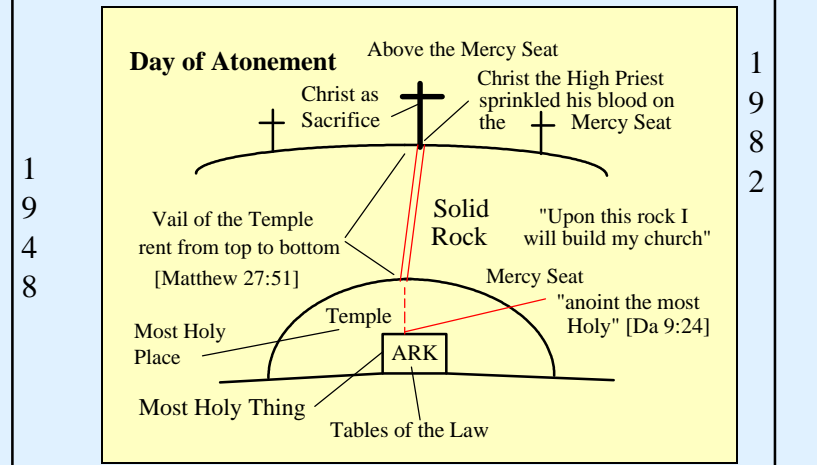 Day of Atonement
Above the Mercy Seat
Christ as
Sacrifice
Christ the High Priest
sprinkled his blood on
the Mercy Seat
1
9
8
2
1
9
4
8
Vail of the Temple
rent from top to bottom
[Matthew 27:51]
Solid
Rock
"Upon this rock I
will build my church"
Mercy Seat
"anoint the most
Holy" [Da 9:24]
Temple
Most Holy
Place
ARK
Most Holy Thing
Tables of the Law